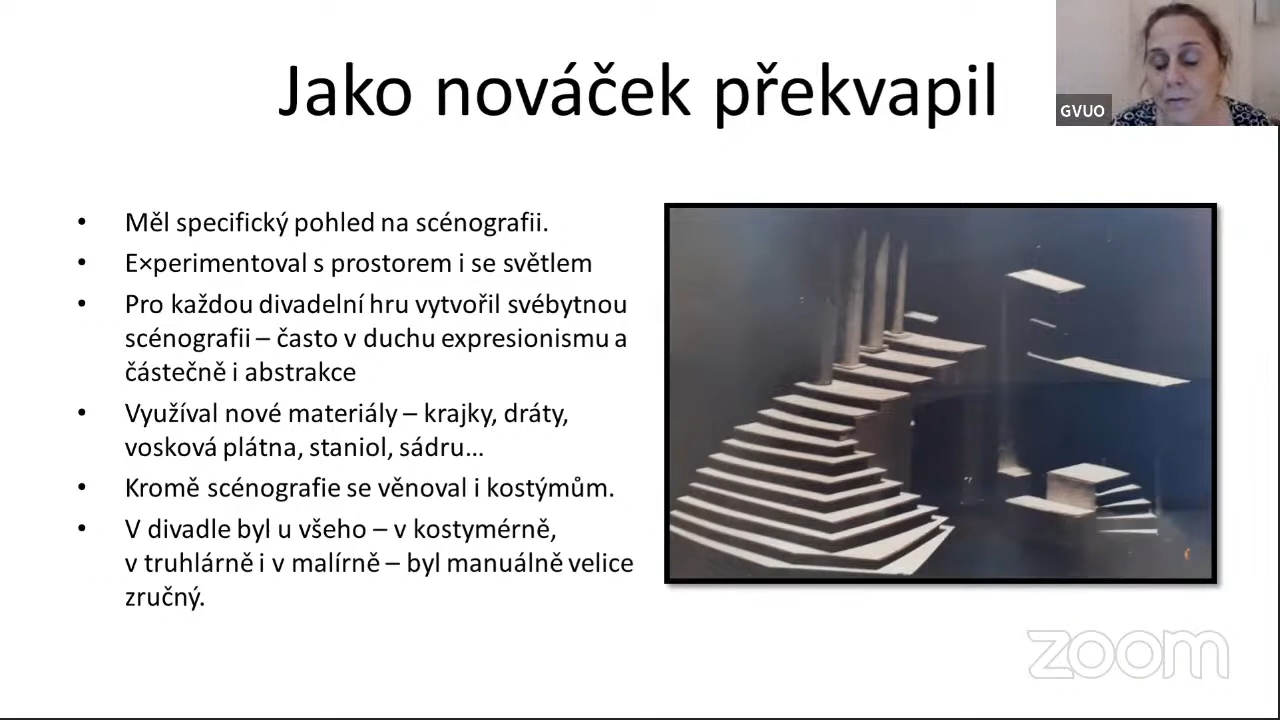 Jako nováček překvapil
GVUO
• Měl specifický pohled na scénografii.
• E×perimentoval s prostorem i se světlem
• Pro každou divadelní hru vytvořil svébytnou
scénografii – často v duchu expresionismu a
částečně i abstrakce
• Využíval nové materiály – krajky, dráty,
vosková plátna, staniol, sádru...
• Kromě scénografie se věnoval i kostýmům.
• V divadle byl u všeho – v kostymérně,
v truhlárně i v malírně – byl manuálně velice
zručný.
zoom